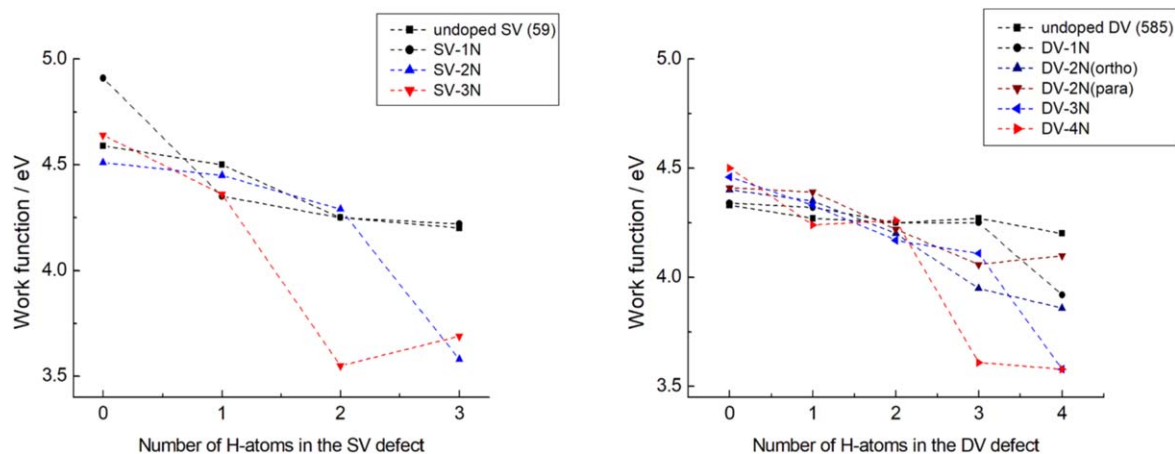 undoped SV (59)
SV-1N
SV-2N
SV-3N
5.0
4.5
4.0
3.5
Work function / eV
0 1 2 3
Number of H-atoms in the SV defect
undoped DV (585)
DV-1N
DV-2N(ortho)
DV-2N(para)
DV-3N
DV-4N
5.0
4.5
4.0
3.5
Work function / eV
0 1 2 3 4
Number of H-atoms in the DV defect